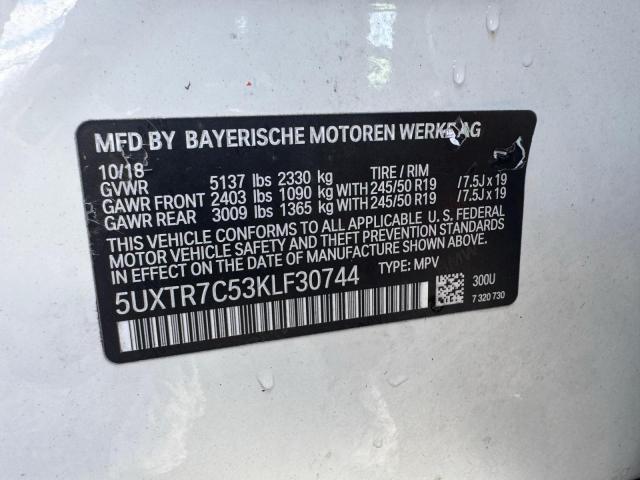 MFD BY BAYERISCHE MOTOREN WERKE AG
10/18 TIRE / RIM
GVWR 5137 lbs 2330 kg
GAWR FRONT 2403 lbs 1090 kg WITH 245/50 R19 / 7.5J x 19
GAWR REAR 3009 lbs 1365 kg WITH 245/50 R19 / 7.5J x 19
THIS VEHICLE CONFORMS TO ALL APPLICABLE U. S. FEDERAL
MOTOR VEHICLE SAFETY AND THEFT PREVENTION STANDARDS
IN EFFECT ON THE DATE OF MANUFACTURE SHOWN ABOVE.
5UXTR7C53KLF30744 TYPE: MPV
300U
7 320 730